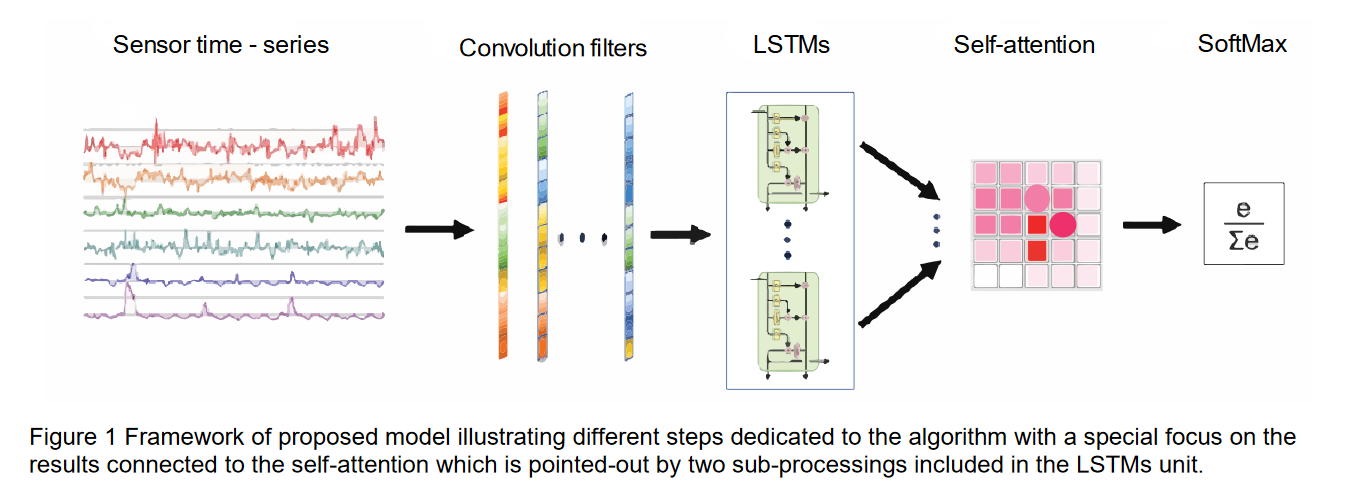 Sensor time - series
Convolution filters
LSTMs
Self-attention
SoftMax
e
Σe
Figure 1 Framework of proposed model illustrating different steps dedicated to the algorithm with a special focus on the
results connected to the self-attention which is pointed-out by two sub-processings included in the LSTMs unit.